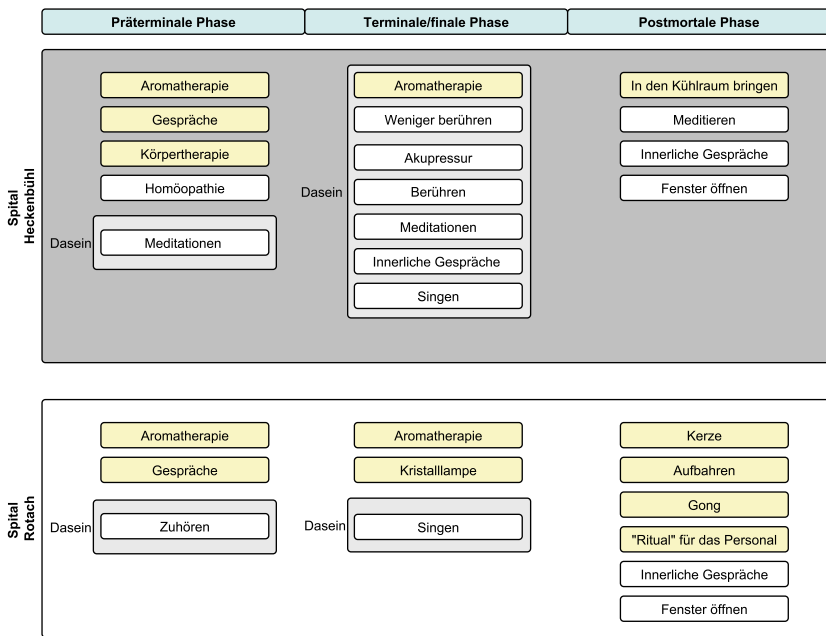 Präterminale Phase
Terminale/finale Phase
Postmortale Phase
Spital
Heckenbühl
Aromatherapie
Gespräche
Körpertherapie
Homöopathie
Dasein
Meditationen
Dasein
Aromatherapie
Weniger berühren
Akupressur
Berühren
Meditationen
Innerliche Gespräche
Singen
In den Kühlraum bringen
Meditieren
Innerliche Gespräche
Fenster öffnen
Spital
Rotach
Aromatherapie
Gespräche
Dasein
Zuhören
Aromatherapie
Kristalllampe
Dasein
Singen
Kerze
Aufbahren
Gong
"Ritual" für das Personal
Innerliche Gespräche
Fenster öffnen